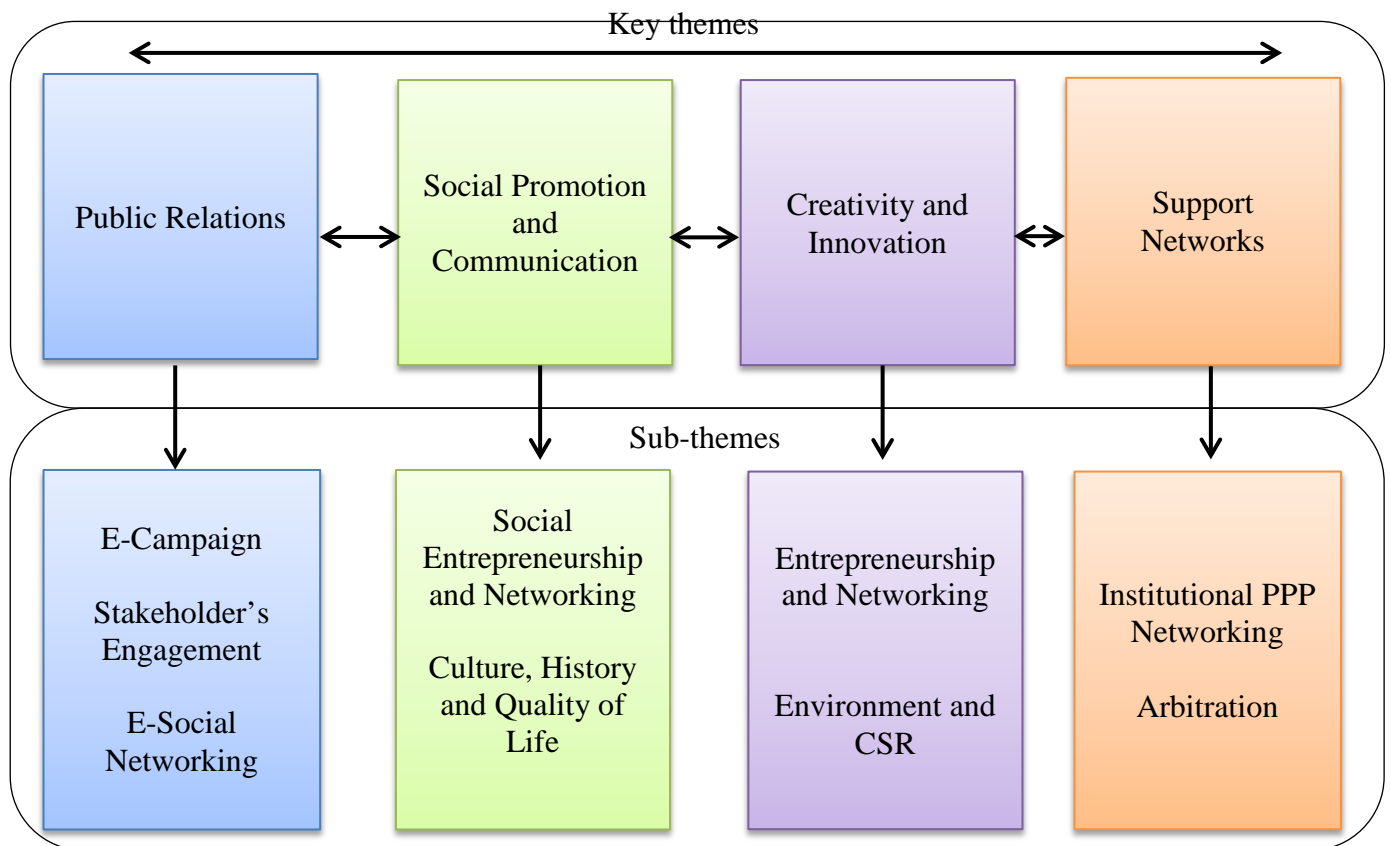 Key themes
Public Relations
Social Promotion
and
Communication
Creativity and
Innovation
Support
Networks
Sub-themes
E-Campaign
Stakeholder’s
Engagement
E-Social
Networking
Social
Entrepreneurship
and Networking
Culture, History
and Quality of
Life
Entrepreneurship
and Networking
Environment and
CSR
Institutional PPP
Networking
Arbitration